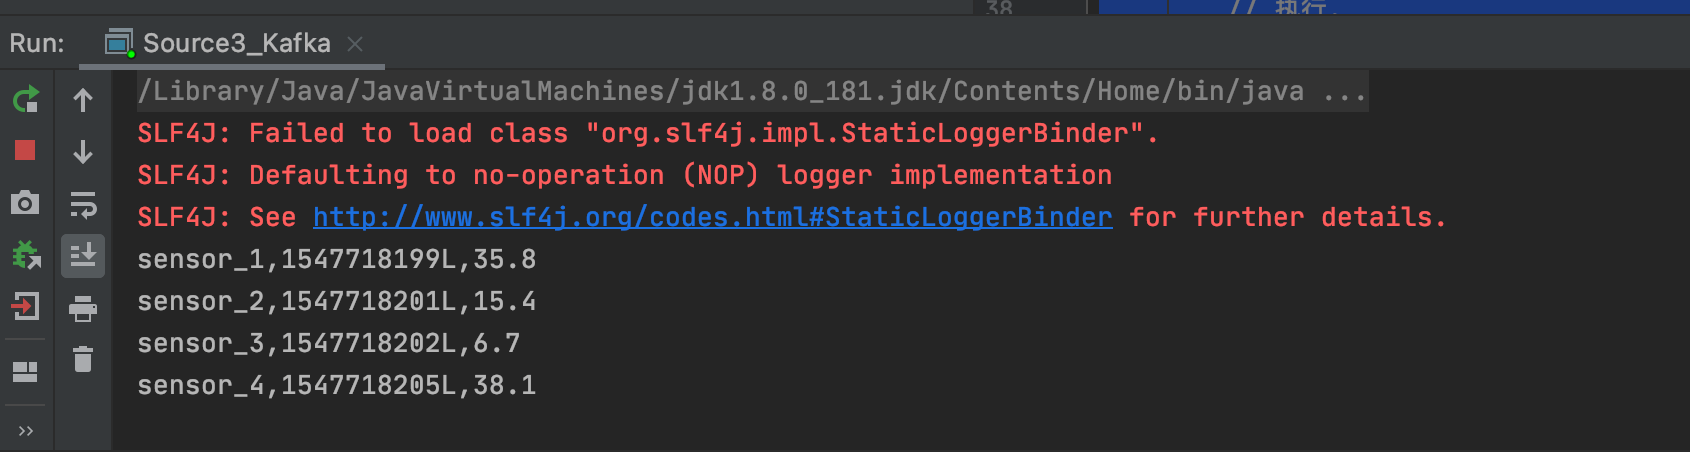 38
// 执行
Run:
Source3_Kafka
/Library/Java/JavaVirtualMachines/jdk1.8.0_181.jdk/Contents/Home/bin/java ...
SLF4J: Failed to load class "org.slf4j.impl.StaticLoggerBinder".
SLF4J: Defaulting to no-operation (NOP) logger implementation
SLF4J: See http://www.slf4j.org/codes.html#StaticLoggerBinder for further details.
sensor_1,1547718199L,35.8
sensor_2,1547718201L,15.4
sensor_3,1547718202L,6.7
sensor_4,1547718205L,38.1